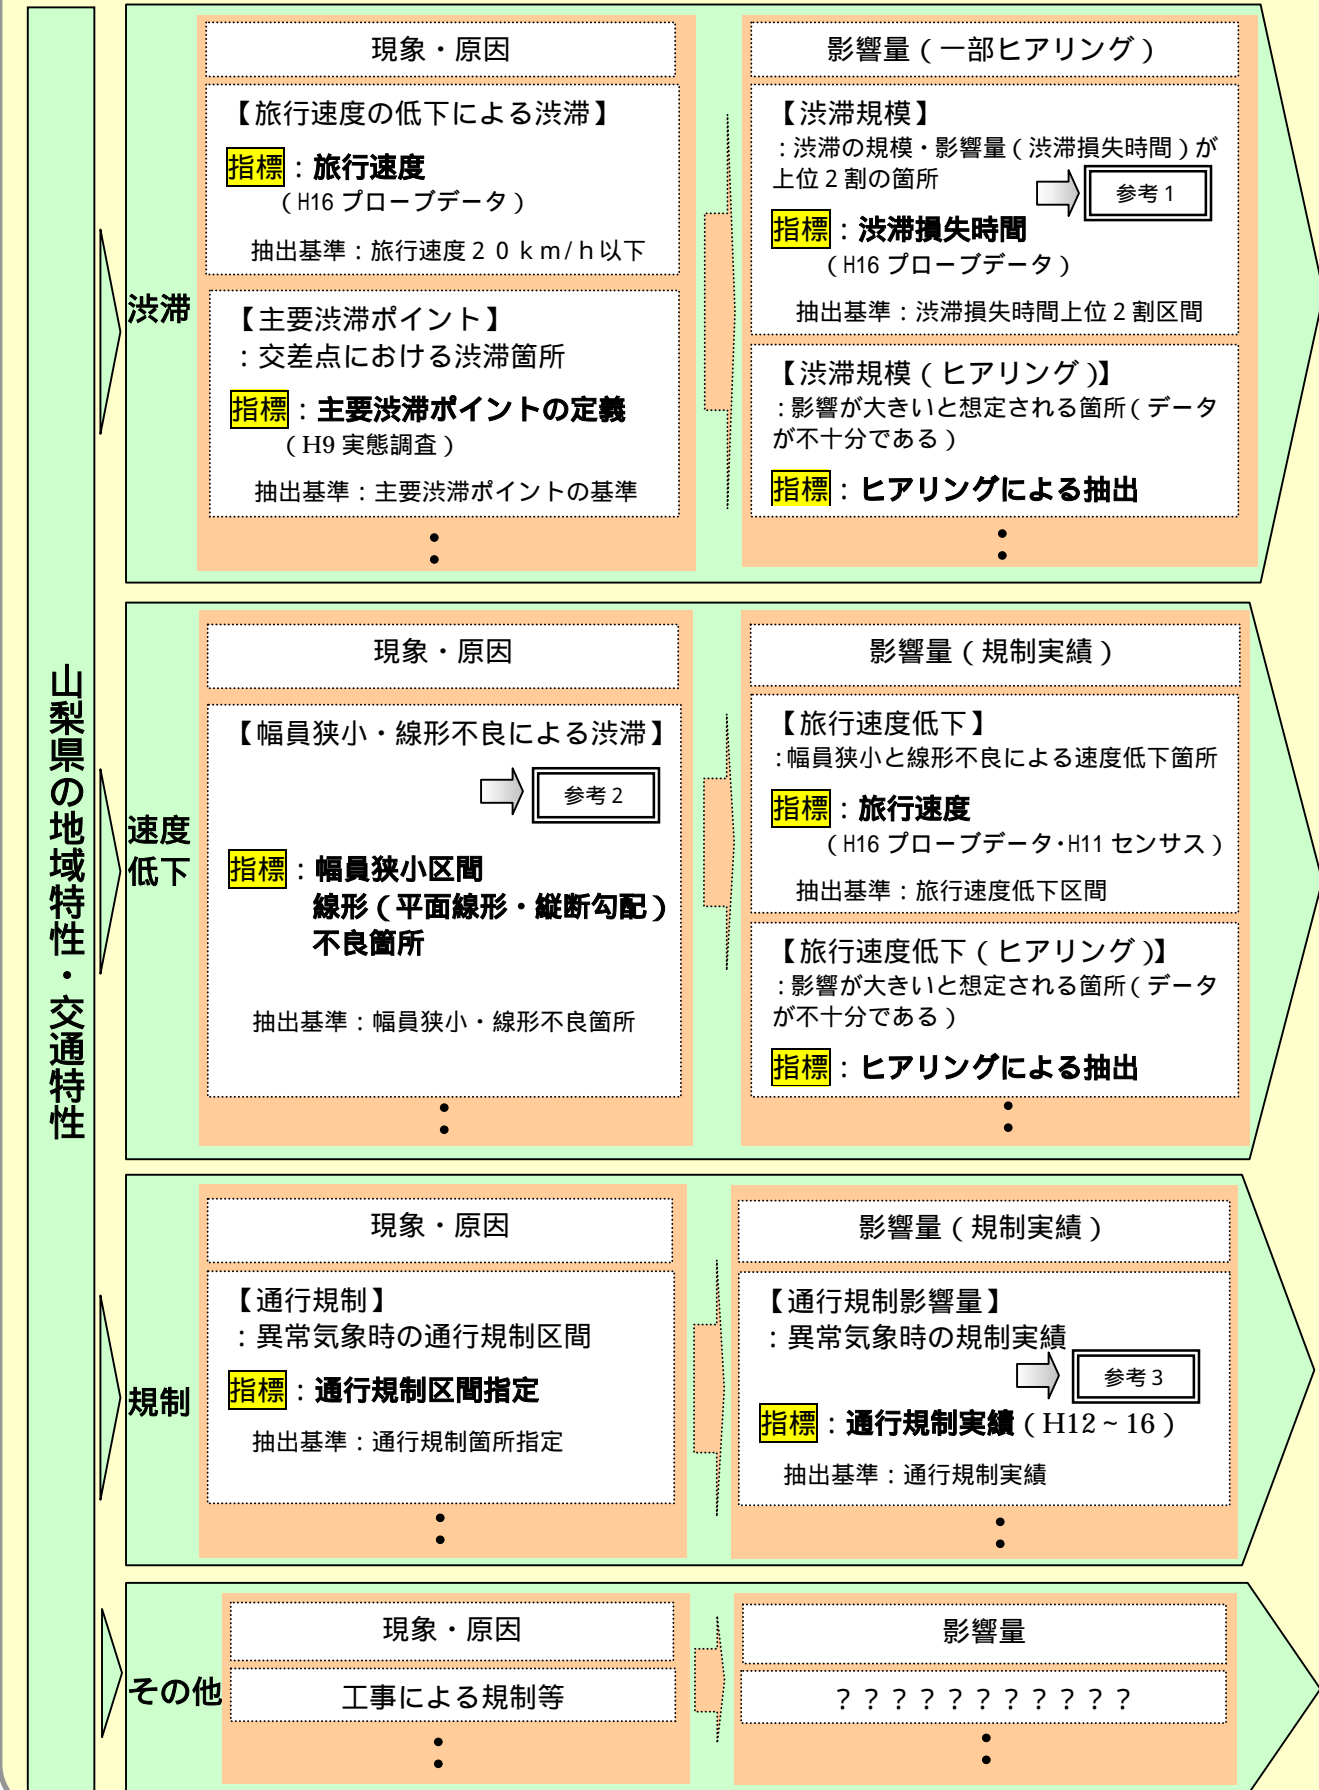 山梨県の地域特性・交通特性
渋滞
現象・原因
【旅行速度の低下による渋滞】
指標：旅行速度
（H16 プローブデータ）
抽出基準：旅行速度２０ｋｍ/ｈ以下
【主要渋滞ポイント】
：交差点における渋滞箇所
指標：主要渋滞ポイントの定義
（H9 実態調査）
抽出基準：主要渋滞ポイントの基準
：
影響量（一部ヒアリング）
【渋滞規模】
：渋滞の規模・影響量（渋滞損失時間）が
上位２割の箇所
参考１
指標：渋滞損失時間
（H16 プローブデータ）
抽出基準：渋滞損失時間上位２割区間
【渋滞規模（ヒアリング）】
：影響が大きいと想定される箇所（データ
が不十分である）
指標：ヒアリングによる抽出
：
速度
低下
現象・原因
【幅員狭小・線形不良による渋滞】
参考２
指標：幅員狭小区間
線形（平面線形・縦断勾配）
不良箇所
抽出基準：幅員狭小・線形不良箇所
：
影響量（規制実績）
【旅行速度低下】
：幅員狭小と線形不良による速度低下箇所
指標：旅行速度
（H16 プローブデータ・H11 センサス）
抽出基準：旅行速度低下区間
【旅行速度低下（ヒアリング）】
：影響が大きいと想定される箇所（データ
が不十分である）
指標：ヒアリングによる抽出
：
規制
現象・原因
【通行規制】
：異常気象時の通行規制区間
指標：通行規制区間指定
抽出基準：通行規制箇所指定
：
影響量（規制実績）
【通行規制影響量】
：異常気象時の規制実績
参考３
指標：通行規制実績（H12～16）
抽出基準：通行規制実績
：
その他
現象・原因
工事による規制等
：
影響量
？？？？？？？？？？？
：